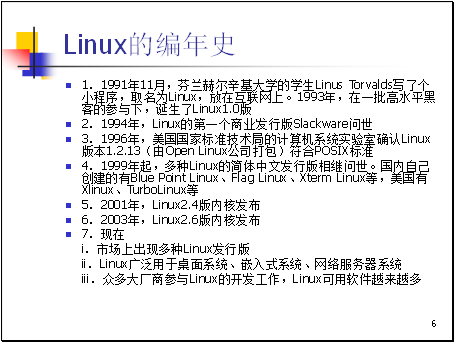 Linux的编年史
1．1991年11月，芬兰赫尔辛基大学的学生Linus Torvalds写了个
小程序，取名为Linux，放在互联网上。1993年，在一批高水平黑
客的参与下，诞生了Linux1.0版
2．1994年，Linux的第一个商业发行版Slackware问世
3．1996年，美国国家标准技术局的计算机系统实验室确认Linux
版本1.2.13（由Open Linux公司打包）符合POSIX标准
4．1999年起，多种Linux的简体中文发行版相继问世。国内自己
创建的有Blue Point Linux、Flag Linux、Xterm Linux等，美国有
Xlinux、TurboLinux等
5．2001年，Linux2.4版内核发布
6．2003年，Linux2.6版内核发布
7．现在
i．市场上出现多种Linux发行版
ii．Linux广泛用于桌面系统、嵌入式系统、网络服务器系统
iii．众多大厂商参与Linux的开发工作，Linux可用软件越来越多
6